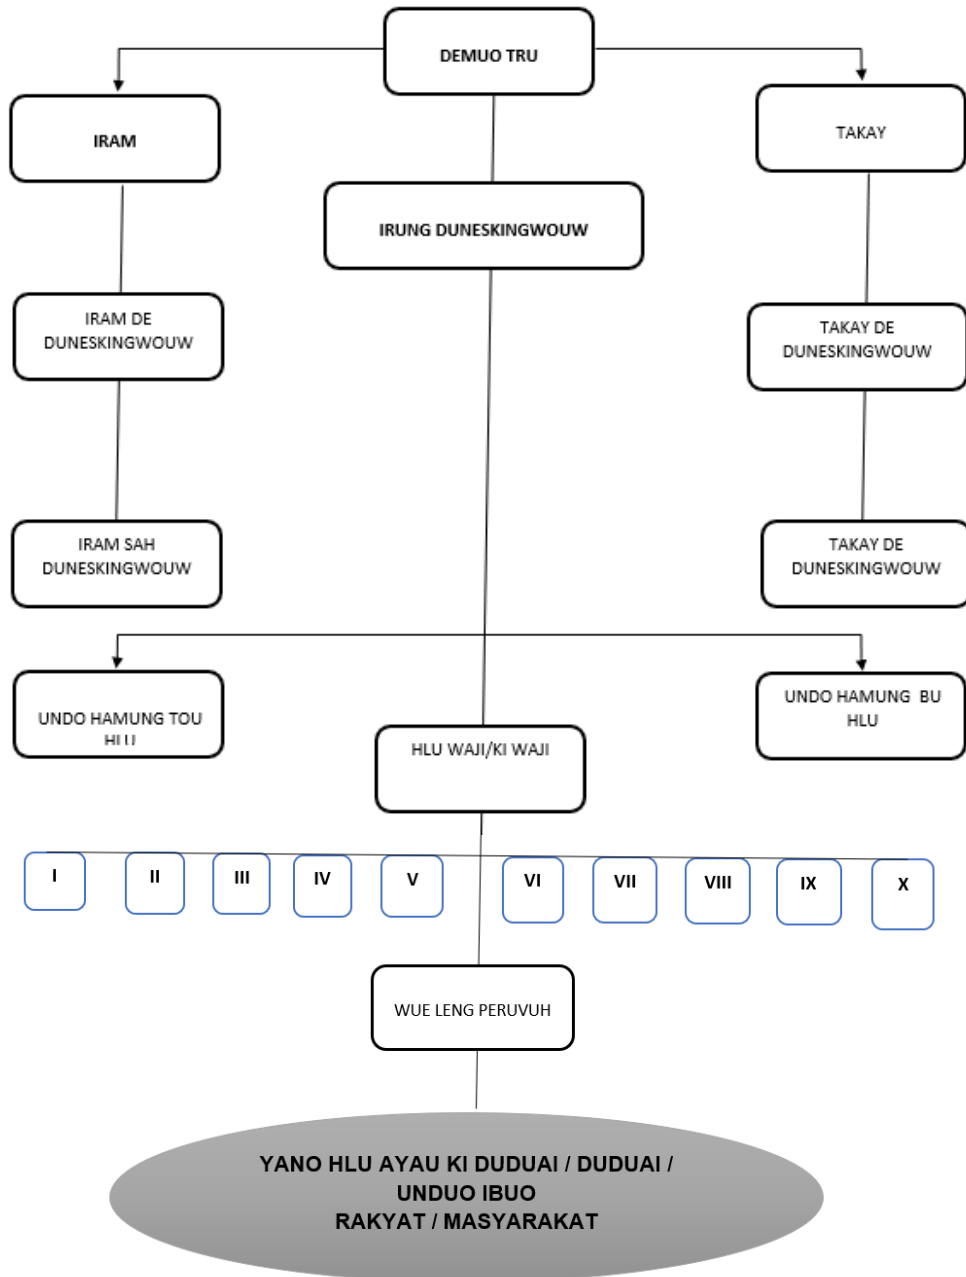 DEMUO TRU
IRAM
TAKAY
IRUNG DUNESKINGWOUW
IRAM DE
DUNESKINGWOUW
TAKAY DE
DUNESKINGWOUW
IRAM SAH
DUNESKINGWOUW
TAKAY DE
DUNESKINGWOUW
UNDO HAMUNG TOU
HLU
UNDO HAMUNG BU
HLU
HLU WAJI/KI WAJI
I
II
III
IV
V
VI
VII
VIII
IX
X
WUE LENG PERUVUH
YANO HLU AYAU KI DUDUAI / DUDUAI /
UNDUO IBUO
RAKYAT / MASYARAKAT